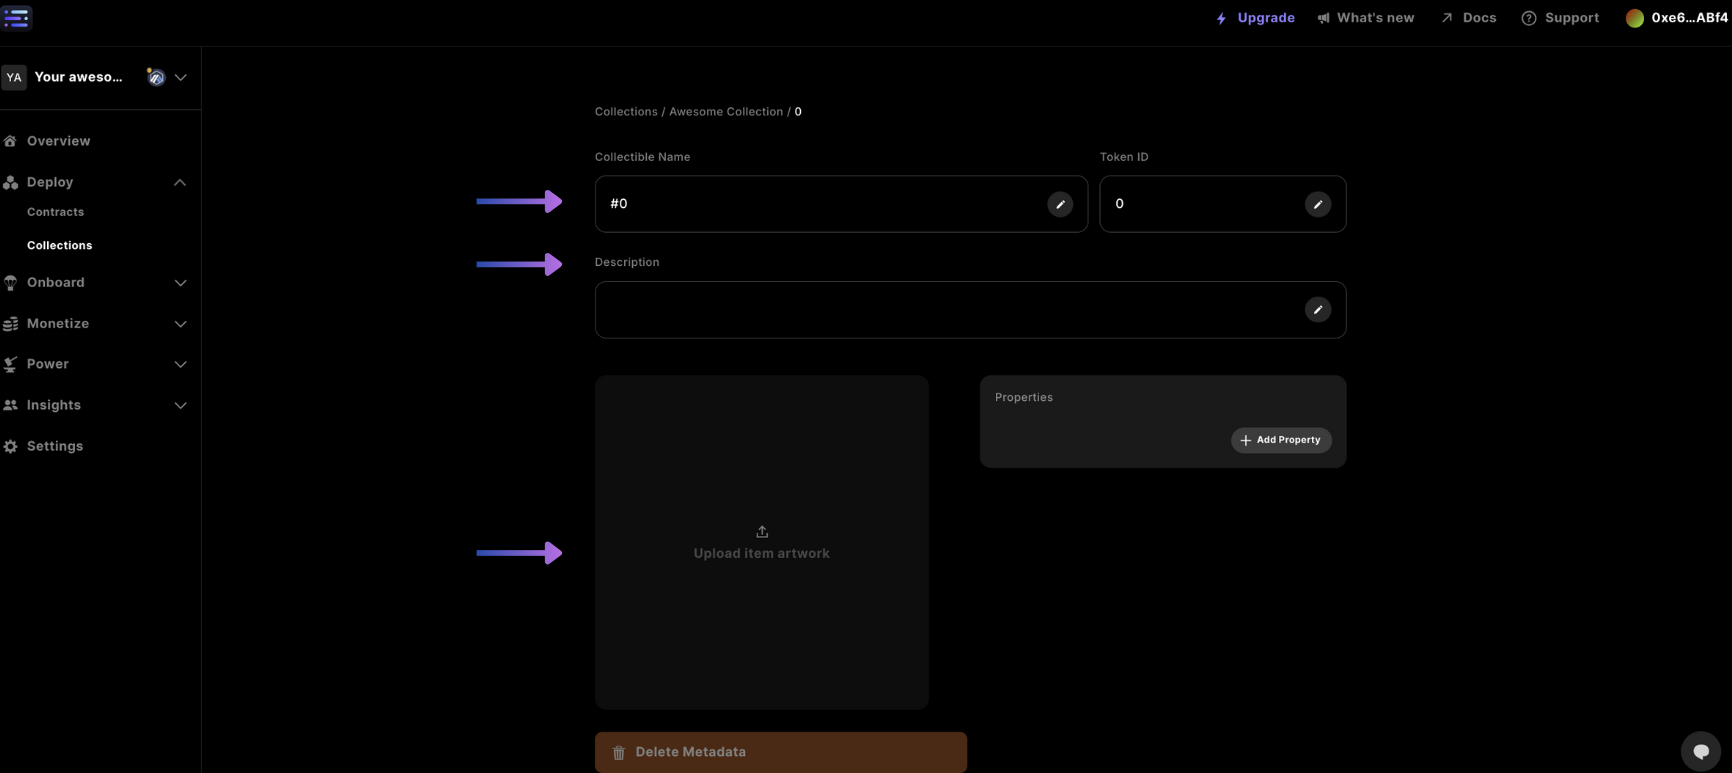 Upgrade
What's new
Docs
Support
0xe6...ABf4
YA
Your aweso...
Overview
Deploy
Contracts
Collections
Onboard
Monetize
Power
Insights
Settings
Collections / Awesome Collection / 0
Collectible Name
Token ID
#0
0
Description
Upload item artwork
Properties
Add Property
Delete Metadata